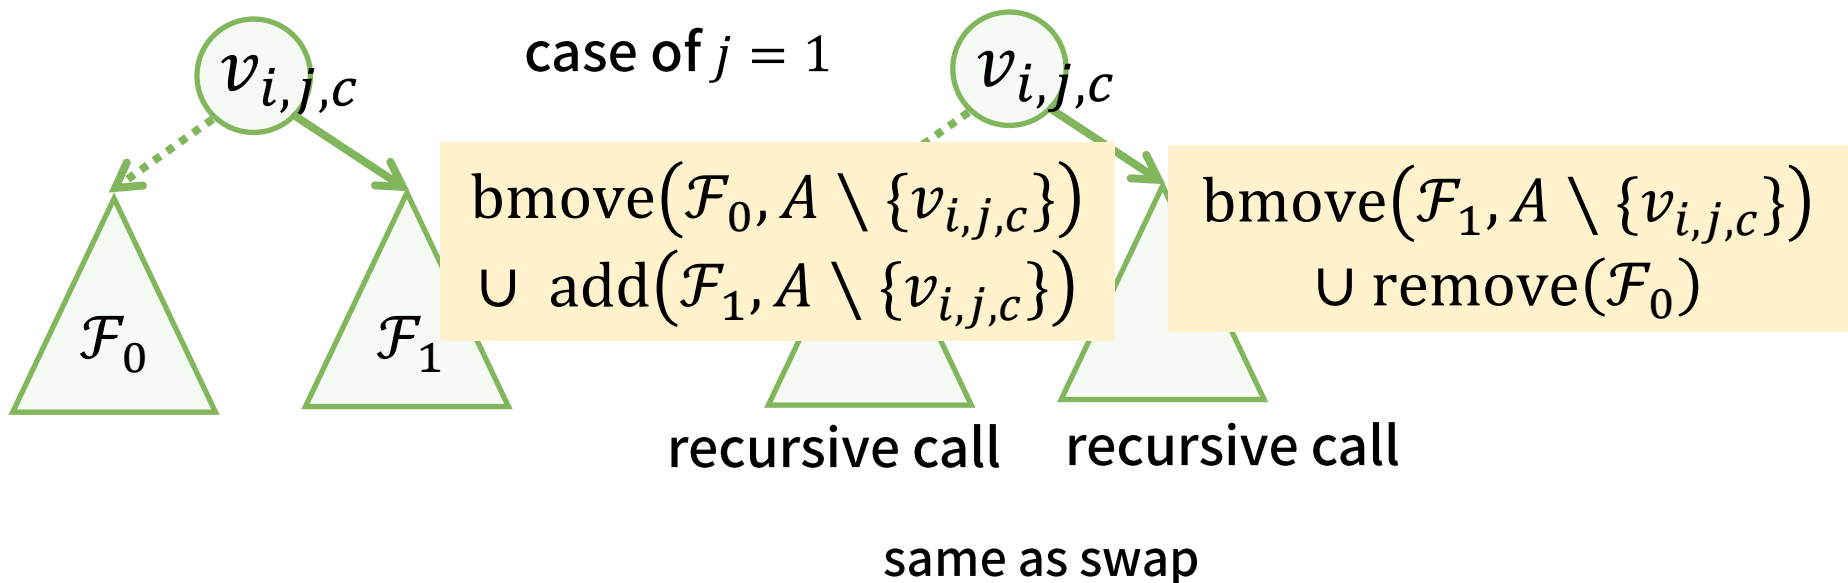 v_{i,j,c}
case of j = 1
v_{i,j,c}
bmove(ℱ_0, A \ {v_{i,j,c}})
∪ add(ℱ_1, A \ {v_{i,j,c}})
bmove(ℱ_1, A \ {v_{i,j,c}})
∪ remove(ℱ_0)
ℱ_0
ℱ_1
recursive call
recursive call
same as swap